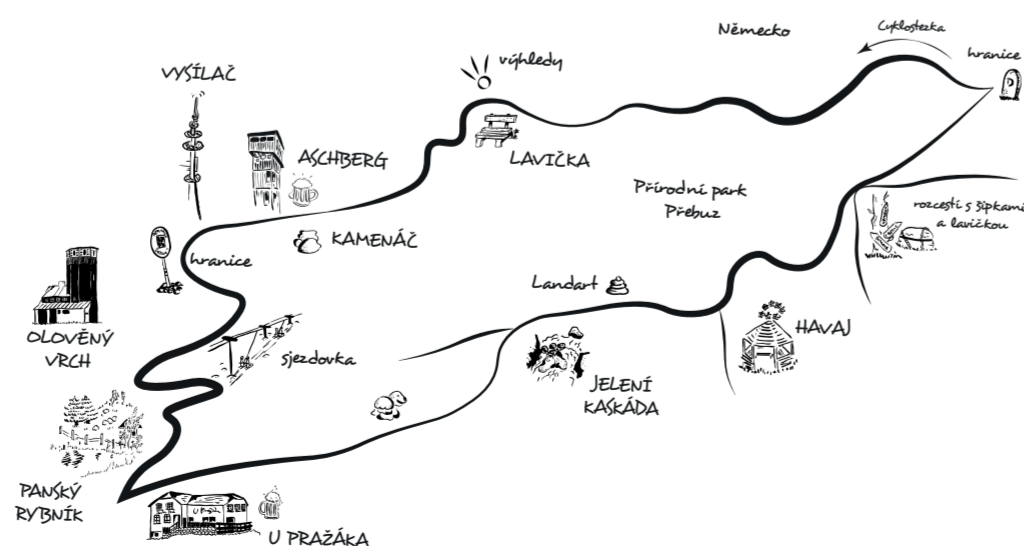 Německo
Cyklostezka
hranice
výhledy
VYSÍLAČ
ASCHBERG
LAVIČKA
Přírodní park
Přebuz
rozcestí s šipkami
a lavičkou
KAMENÁČ
hranice
Landart
OLOVĚNÝ
VRCH
sjezdovka
HAVAJ
JELENÍ
KASKÁDA
PANSKÝ
RYBNÍK
U PRAŽÁKA